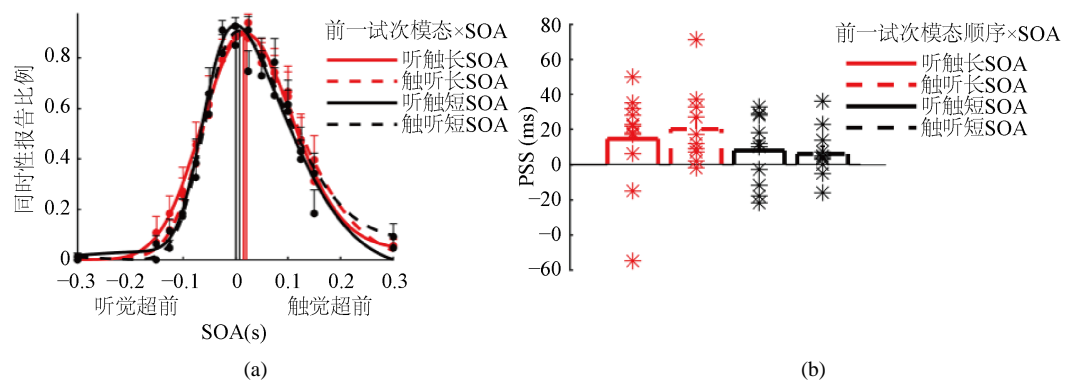 前一试次模态×SOA
听触长SOA
触听长SOA
听触短SOA
触听短SOA
同时性报告比例
0.8
0.6
0.4
0.2
0
−0.3
−0.1
0
0.1
0.2
0.3
听觉超前
触觉超前
SOA(s)
(a)
前一试次模态顺序×SOA
听触长SOA
触听长SOA
听触短SOA
触听短SOA
PSS (ms)
80
60
40
20
0
−20
−0
−60
(b)